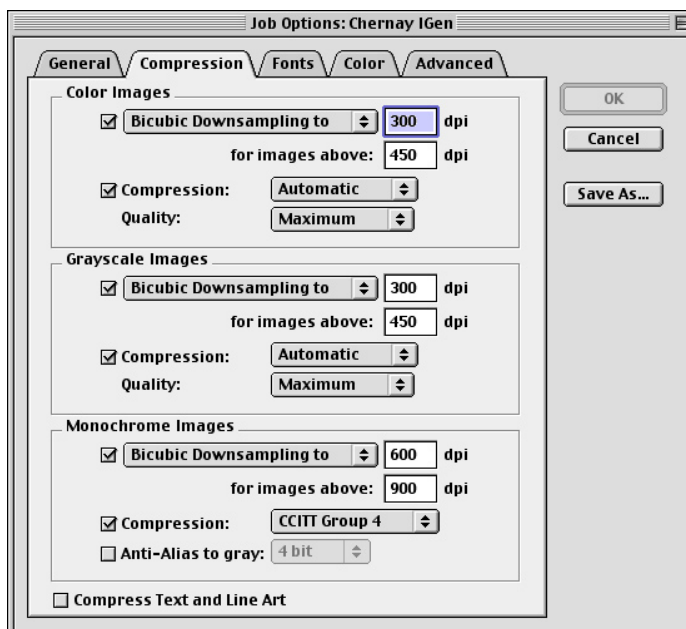 Job Options: Chernay IGen
General Compression Fonts Color Advanced
Color Images
Bicubic Downsampling to 300 dpi
for images above: 450 dpi
Compression: Automatic
Quality: Maximum
Grayscale Images
Bicubic Downsampling to 300 dpi
for images above: 450 dpi
Compression: Automatic
Quality: Maximum
Monochrome Images
Bicubic Downsampling to 600 dpi
for images above: 900 dpi
Compression: CCITT Group 4
Anti-Alias to gray: 4 bit
Compress Text and Line Art
OK
Cancel
Save As...